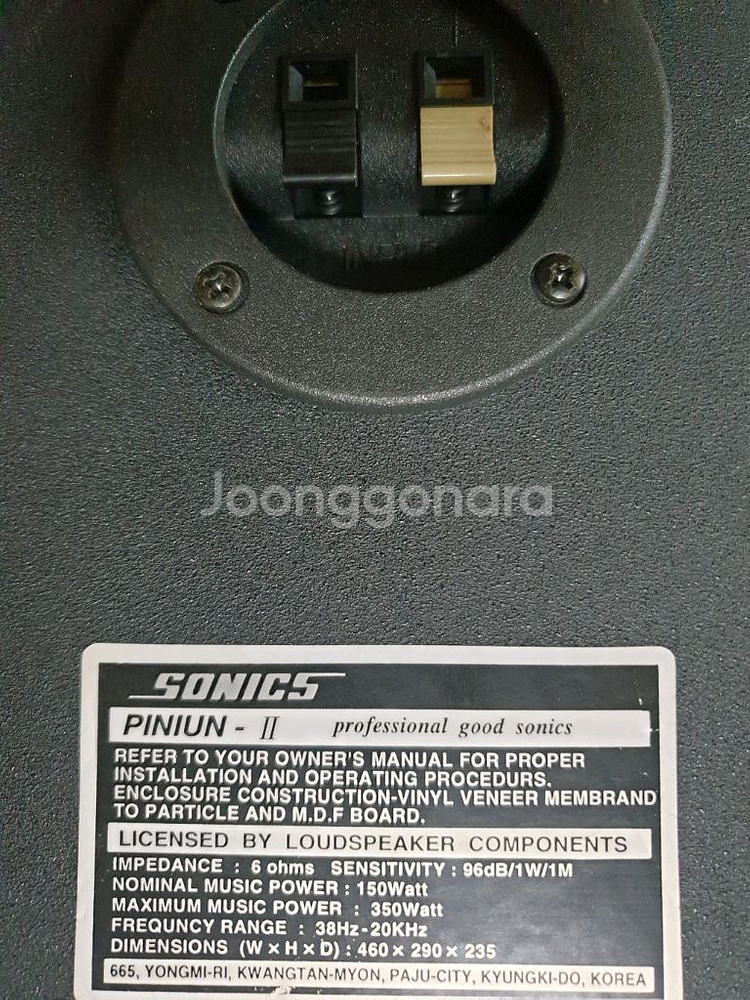 INPUT
Joonggonara
SONICS
PINIUN - II professional good sonics
REFER TO YOUR OWNER'S MANUAL FOR PROPER
INSTALLATION AND OPERATING PROCEDURS.
ENCLOSURE CONSTRUCTION-VINYL VENEER MEMBRAND
TO PARTICLE AND M.D.F BOARD.
LICENSED BY LOUDSPEAKER COMPONENTS
IMPEDANCE : 6 ohms SENSITIVITY : 96dB/1W/1M
NOMINAL MUSIC POWER : 150Watt
MAXIMUM MUSIC POWER : 350Watt
FREQUNCY RANGE : 38Hz-20KHz
DIMENSIONS (W × H × D) : 460 × 290 × 235
665, YONGMI-RI, KWANGTAN-MYON, PAJU-CITY, KYUNGKI-DO, KOREA